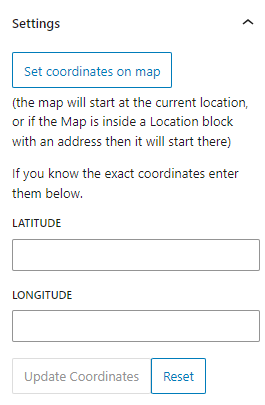 Settings
Set coordinates on map
(the map will start at the current location,
or if the Map is inside a Location block
with an address then it will start there)
If you know the exact coordinates enter
them below.
LATITUDE
LONGITUDE
Update Coordinates Reset